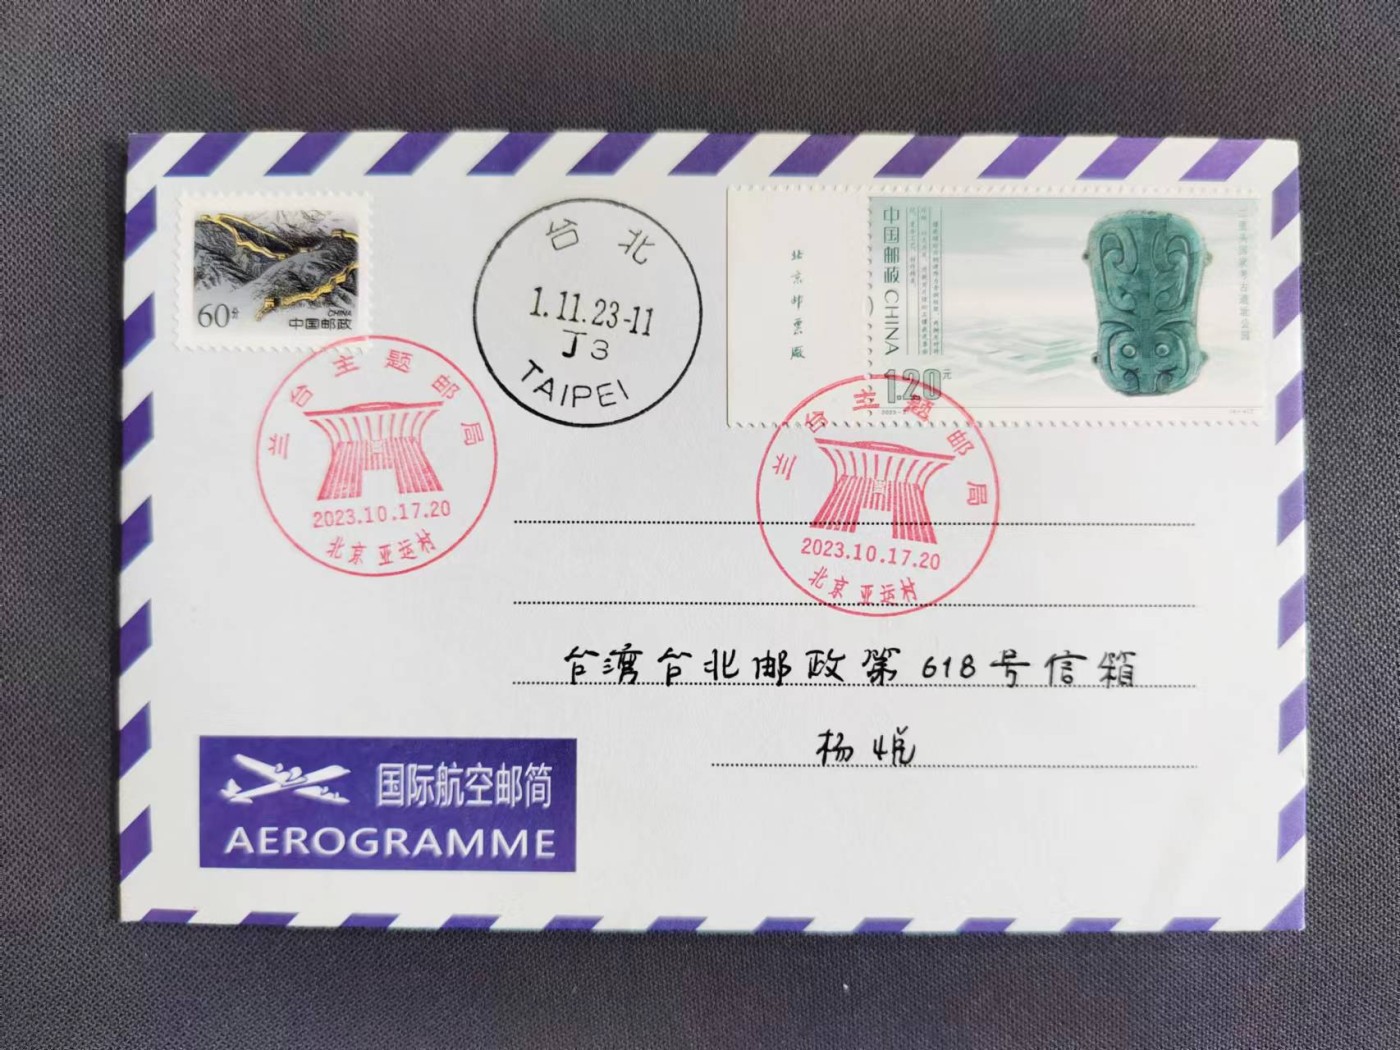 60分
CHINA
中国邮政
台北
1.11.23-11
J3
TAIPEI
北京邮票厂
中国邮政 CHINA
1.20元
兰台主题邮局
2023.10.17.20
北京 亚运村
兰台主题邮局
2023.10.17.20
北京 亚运村
台湾台北邮政第618号信箱
杨悦
国际航空邮简
AEROGRAMME